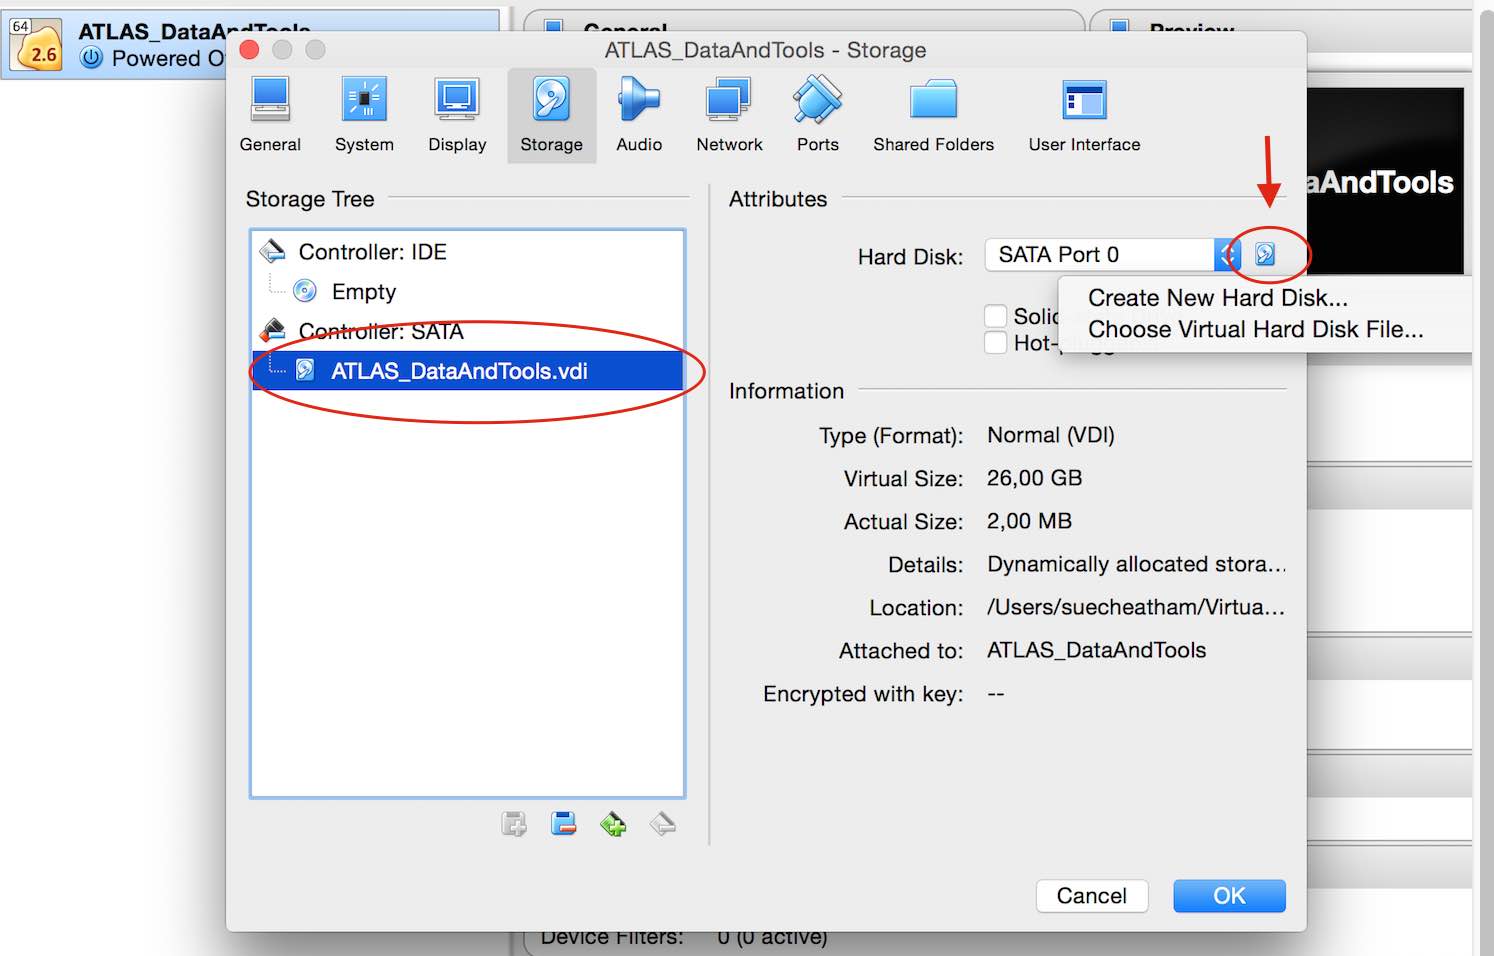 64
2.6
ATLAS_DataAndTools
Powered
General
Preview
ATLAS_DataAndTools - Storage
General
System
Display
Storage
Audio
Network
Ports
Shared Folders
User Interface
aAndTools
Storage Tree
Controller: IDE
Empty
Controller: SATA
ATLAS_DataAndTools.vdi
Attributes
Hard Disk:
SATA Port 0
Create New Hard Disk...
Choose Virtual Hard Disk File...
Information
Type (Format):
Normal (VDI)
Virtual Size:
26,00 GB
Actual Size:
2,00 MB
Details:
Dynamically allocated stora...
Location:
/Users/suecheatham/Virtua...
Attached to:
ATLAS_DataAndTools
Encrypted with key:
--
Cancel
OK
Device Filters:
0 (0 active)